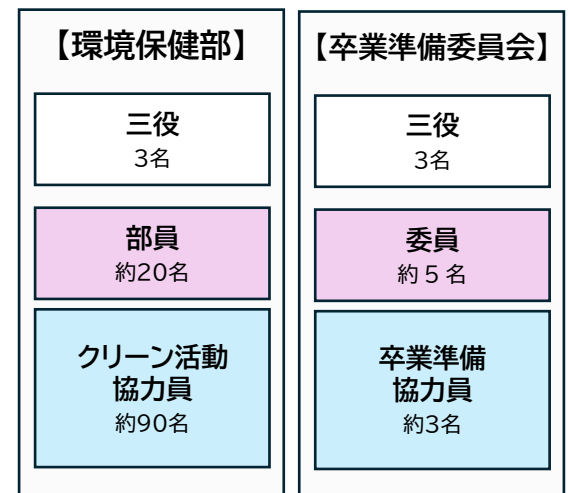 【環境保健部】
三役
3名
部員
約20名
クリーン活動
協力員
約90名
【卒業準備委員会】
三役
3名
委員
約５名
卒業準備
協力員
約3名